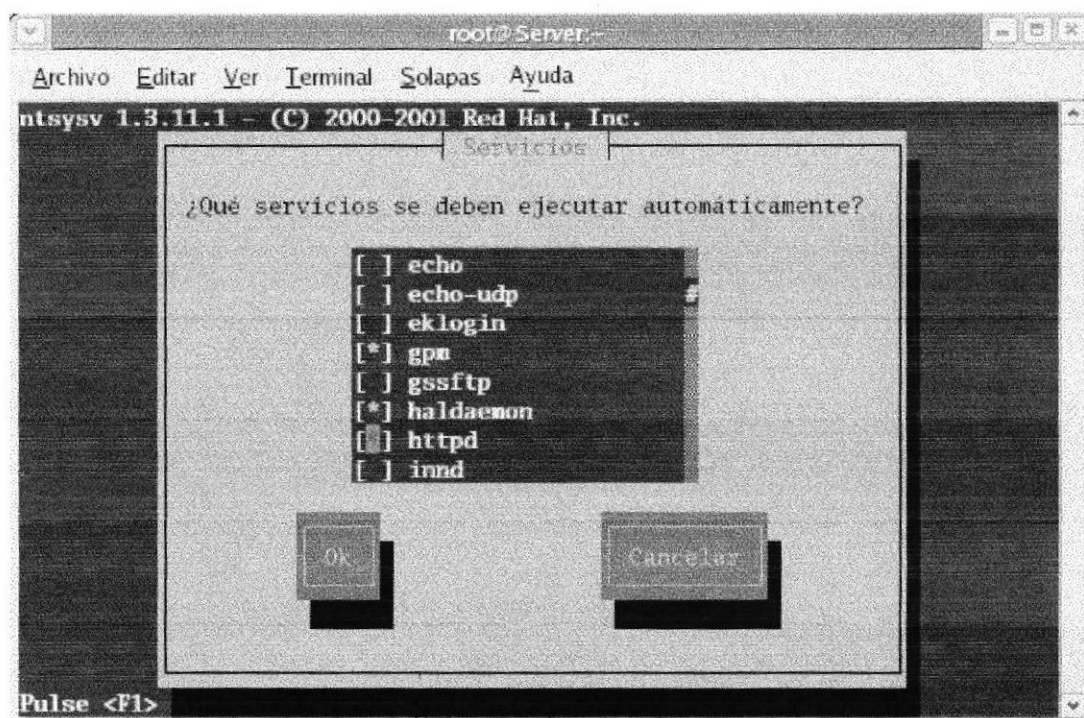 root@Server:~
Archivo Editar Ver Terminal Solapas Ayuda
ntsysv 1.3.11.1 - (C) 2000-2001 Red Hat, Inc.
Servicios
¿Qué servicios se deben ejecutar automáticamente?
[ ] echo
[ ] echo-udp #
[ ] eklogin
[*] gpm
[ ] gssftp
[*] haldaemon
[ ] httpd
[ ] innd
Ok Cancelar
Pulse <F1>